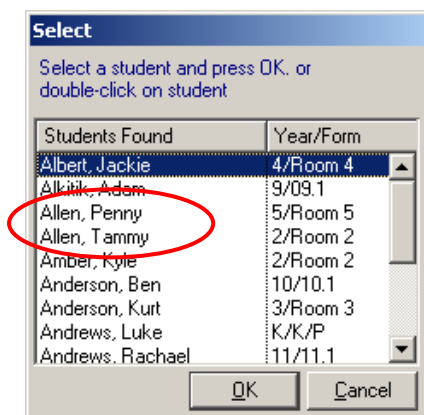 Select
Select a student and press OK. or
double-click on student
Students Found Year/Form
Albert, Jackie 4/Room 4
Alkitik, Adam 9/09.1
Allen, Penny 5/Room 5
Allen, Tammy 2/Room 2
Amber, Kyle 2/Room 2
Anderson, Ben 10/10.1
Anderson, Kurt 3/Room 3
Andrews, Luke K/K/P
Andrews, Rachael 11/11.1
OK Cancel